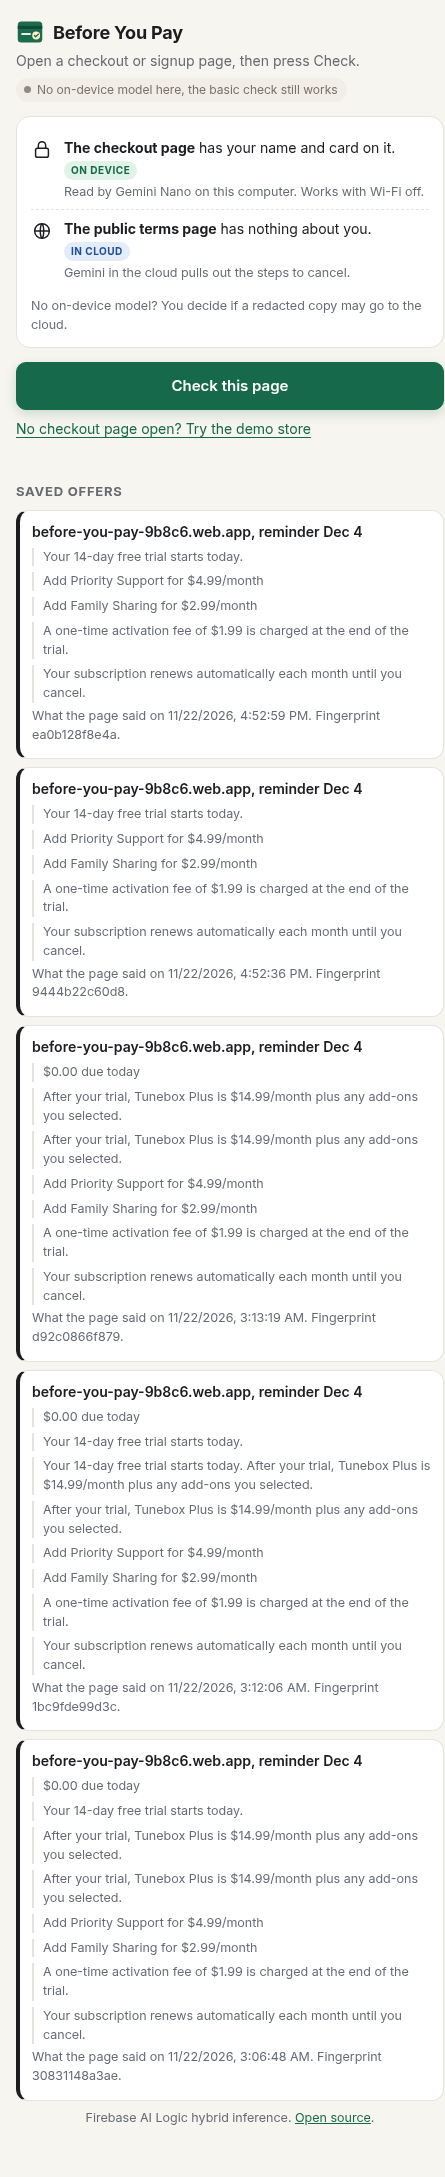 Before You Pay
Open a checkout or signup page, then press Check.
No on-device model here, the basic check still works
The checkout page has your name and card on it.
ON DEVICE
Read by Gemini Nano on this computer. Works with Wi-Fi off.
The public terms page has nothing about you.
IN CLOUD
Gemini in the cloud pulls out the steps to cancel.
No on-device model? You decide if a redacted copy may go to the
cloud.
Check this page
No checkout page open? Try the demo store
SAVED OFFERS
before-you-pay-9b8c6.web.app, reminder Dec 4
Your 14-day free trial starts today.
Add Priority Support for $4.99/month
Add Family Sharing for $2.99/month
A one-time activation fee of $1.99 is charged at the end of the
trial.
Your subscription renews automatically each month until you
cancel.
What the page said on 11/22/2026, 4:52:59 PM. Fingerprint
ea0b128f8e4a.
before-you-pay-9b8c6.web.app, reminder Dec 4
Your 14-day free trial starts today.
Add Priority Support for $4.99/month
Add Family Sharing for $2.99/month
A one-time activation fee of $1.99 is charged at the end of the
trial.
Your subscription renews automatically each month until you
cancel.
What the page said on 11/22/2026, 4:52:36 PM. Fingerprint
9444b22c60d8.
before-you-pay-9b8c6.web.app, reminder Dec 4
$0.00 due today
After your trial, Tunebox Plus is $14.99/month plus any add-ons
you selected.
After your trial, Tunebox Plus is $14.99/month plus any add-ons
you selected.
Add Priority Support for $4.99/month
Add Family Sharing for $2.99/month
A one-time activation fee of $1.99 is charged at the end of the
trial.
Your subscription renews automatically each month until you
cancel.
What the page said on 11/22/2026, 3:13:19 AM. Fingerprint
d92c0866f879.
before-you-pay-9b8c6.web.app, reminder Dec 4
$0.00 due today
Your 14-day free trial starts today.
Your 14-day free trial starts today. After your trial, Tunebox Plus is
$14.99/month plus any add-ons you selected.
After your trial, Tunebox Plus is $14.99/month plus any add-ons
you selected.
Add Priority Support for $4.99/month
Add Family Sharing for $2.99/month
A one-time activation fee of $1.99 is charged at the end of the
trial.
Your subscription renews automatically each month until you
cancel.
What the page said on 11/22/2026, 3:12:06 AM. Fingerprint
1bc9fde99d3c.
before-you-pay-9b8c6.web.app, reminder Dec 4
$0.00 due today
Your 14-day free trial starts today.
After your trial, Tunebox Plus is $14.99/month plus any add-ons
you selected.
After your trial, Tunebox Plus is $14.99/month plus any add-ons
you selected.
Add Priority Support for $4.99/month
Add Family Sharing for $2.99/month
A one-time activation fee of $1.99 is charged at the end of the
trial.
Your subscription renews automatically each month until you
cancel.
What the page said on 11/22/2026, 3:06:48 AM. Fingerprint
30831148a3ae.
Firebase AI Logic hybrid inference. Open source.